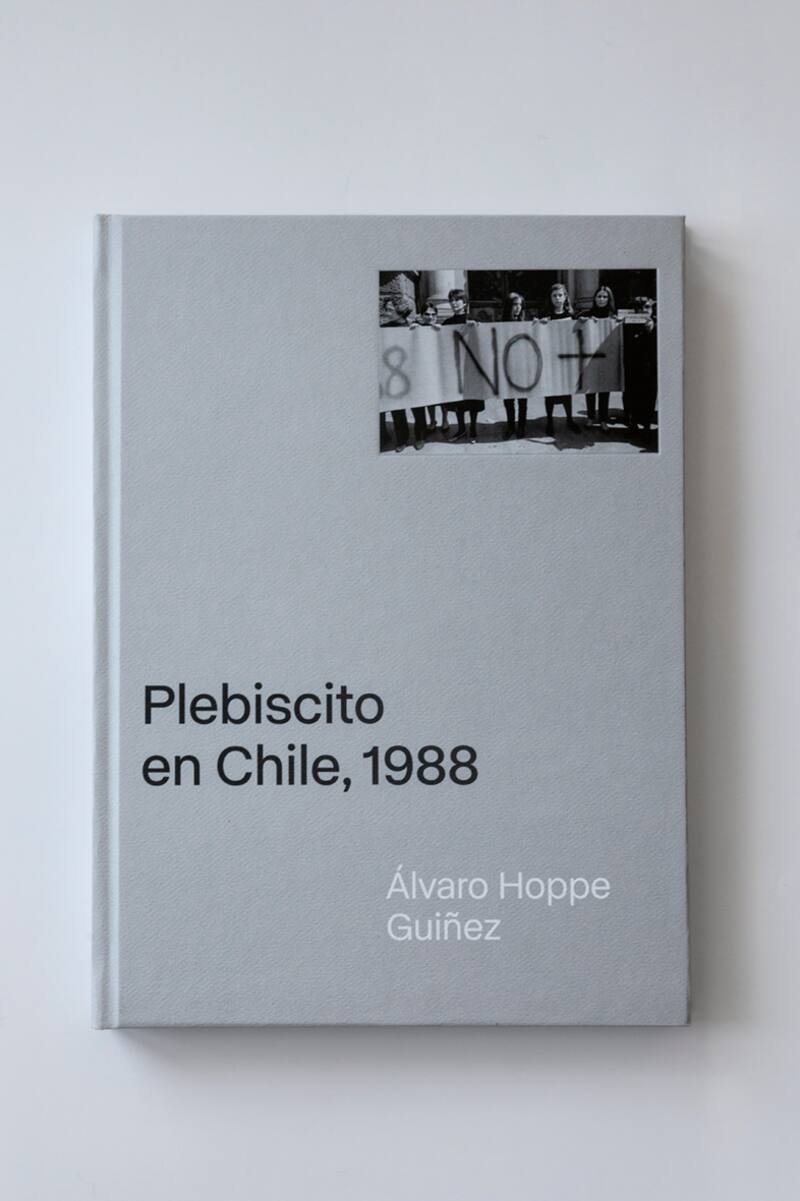 8 NO +
Plebiscito
en Chile, 1988
Álvaro Hoppe
Guiñez